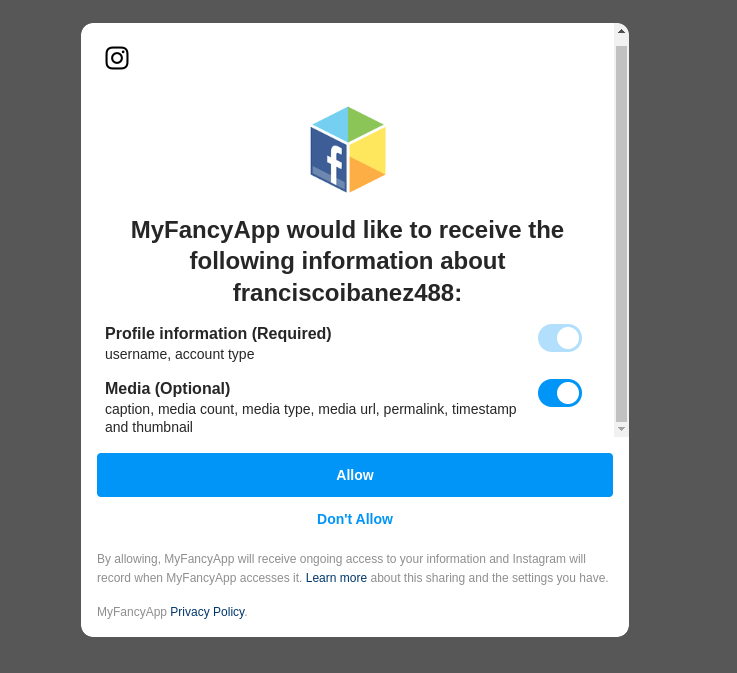 MyFancyApp would like to receive the
following information about
franciscoibanez488:
Profile information (Required)
username, account type
Media (Optional)
caption, media count, media type, media url, permalink, timestamp
and thumbnail
Allow
Don't Allow
By allowing, MyFancyApp will receive ongoing access to your information and Instagram will
record when MyFancyApp accesses it. Learn more about this sharing and the settings you have.
MyFancyApp Privacy Policy.